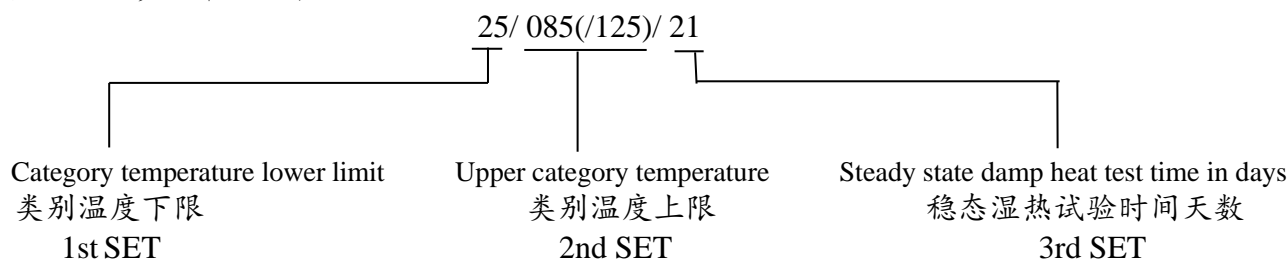 25/ 085(/125)/ 21
Category temperature lower limit Upper category temperature Steady state damp heat test time in days
类别温度下限 类别温度上限 稳态湿热试验时间天数
1st SET 2nd SET 3rd SET